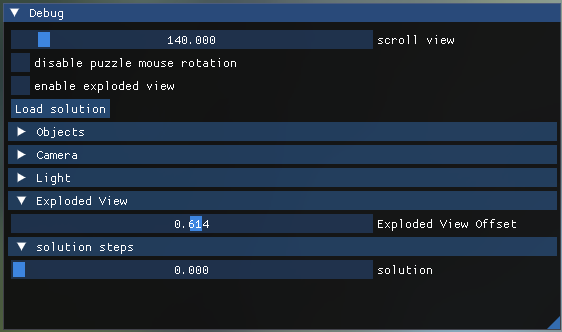 Debug
140.000 scroll view
disable puzzle mouse rotation
enable exploded view
Load solution
Objects
Camera
Light
Exploded View
0.614 Exploded View Offset
solution steps
0.000 solution